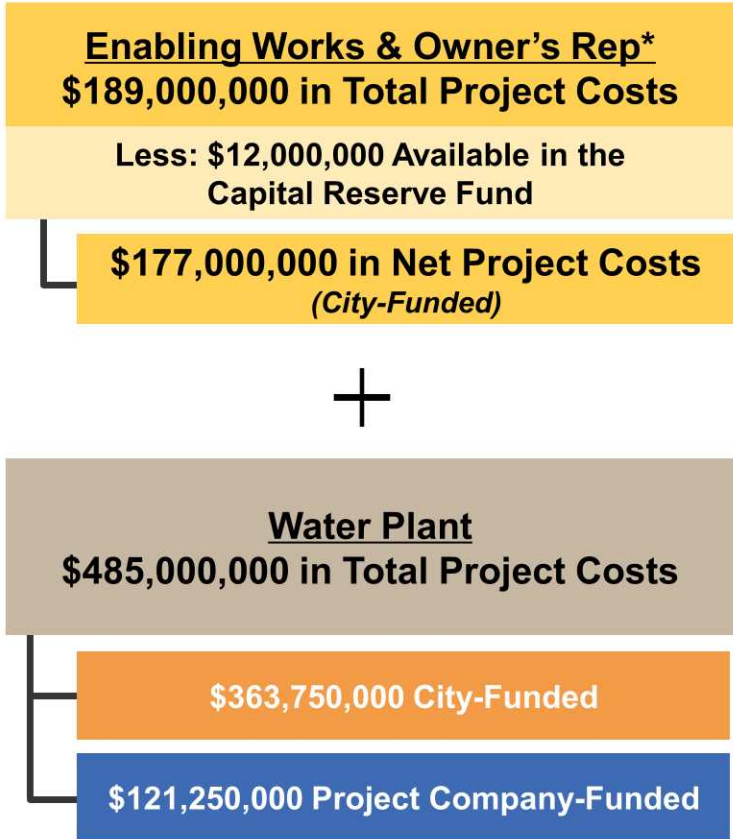 Enabling Works & Owner's Rep*
$189,000,000 in Total Project Costs
Less: $12,000,000 Available in the
Capital Reserve Fund
$177,000,000 in Net Project Costs
(City-Funded)
+
Water Plant
$485,000,000 in Total Project Costs
$363,750,000 City-Funded
$121,250,000 Project Company-Funded